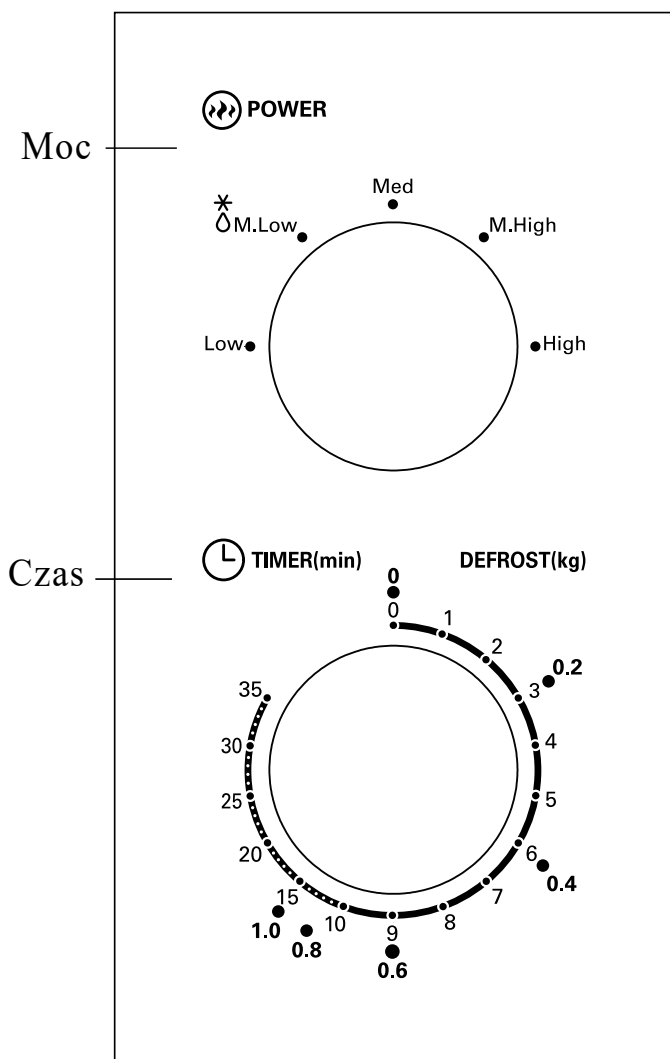 POWER
Moc
Med
M.Low
M.High
Low
High
Czas
TIMER(min)
DEFROST(kg)
0
0
1
2
0.2
3
4
5
6
0.4
7
8
9
0.6
10
0.8
15
1.0
20
25
30
35